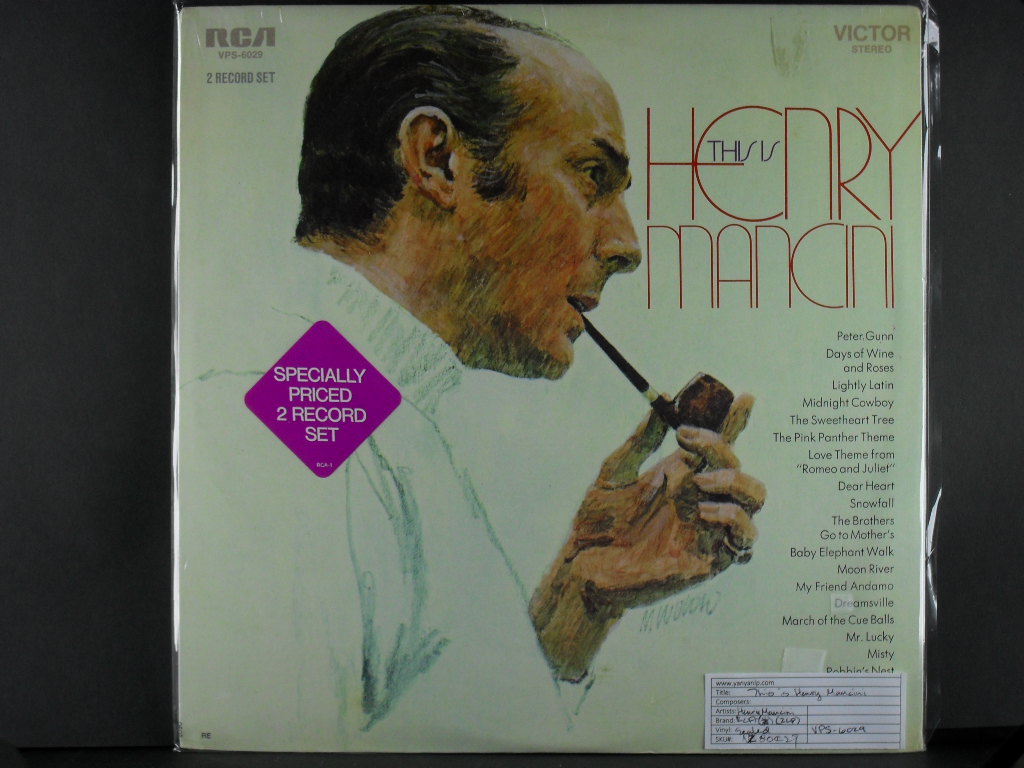 RCA
VPS-6029
2 RECORD SET
VICTOR
STEREO
THIS IS
HENRY
MANCINI
Peter Gunn
Days of Wine
and Roses
Lightly Latin
Midnight Cowboy
The Sweetheart Tree
The Pink Panther Theme
Love Theme from
"Romeo and Juliet"
Dear Heart
Snowfall
The Brothers
Go to Mother's
Baby Elephant Walk
Moon River
My Friend Andamo
Dreamsville
March of the Cue Balls
Mr. Lucky
Misty
Robbin's Nest
SPECIALLY
PRICED
2 RECORD
SET
RCA-1
www.yanyanlp.com
Title: This is Henry Mancini
Composers:
Artists: Henry Mancini
Brand: (2LP)
Vinyl: Sealed VPS-6029
SKU#:
RE